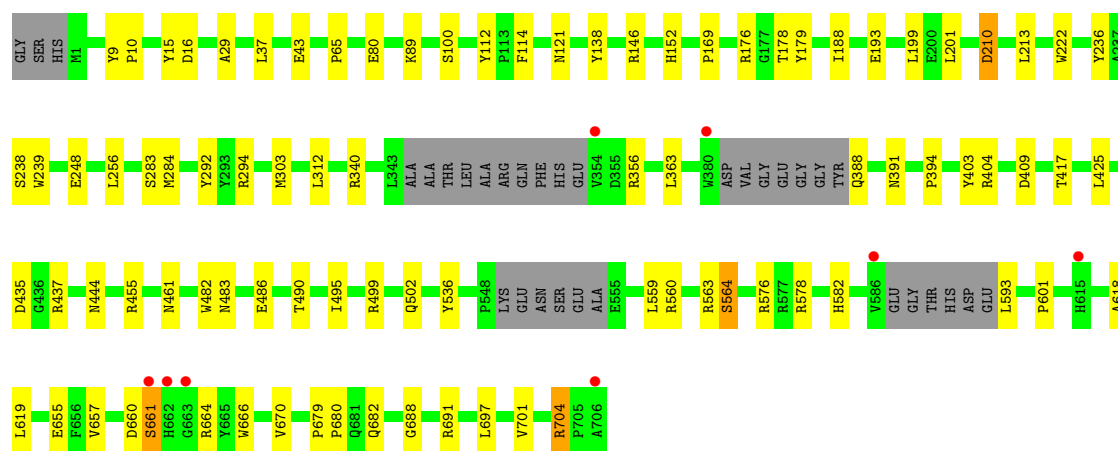 GLY SER HIS M1 Y9 P10 Y15 D16 A29 L37 E43 P65 E80 K89 S100 Y112 P113 F114 N121 Y138 R146 H152 P169 R176 G177 T178 Y179 I188 E193 L199 E200 L201 D210 L213 W222 Y236 A237
S238 W239 E248 L256 S283 M284 Y292 Y293 R294 M303 L312 R340 L343 ALA ALA THR LEU ALA ARG GLN PHE HIS GLU V354 D355 R356 L363 W380 ASP VAL GLY GLU GLY GLY TYR Q388 N391 P394 Y403 R404 D409 T417 L425
D435 G436 R437 N444 R455 N461 W482 N483 E486 T490 I495 R499 Q502 Y536 P548 LYS GLU ASN SER GLU ALA E555 L559 R560 R563 S564 R576 R577 R578 H582 V586 GLU GLY THR HIS ASP GLU L593 P601 H615 A618
L619 E655 F656 V657 D660 S661 H662 G663 R664 Y665 W666 V670 P679 P680 Q681 Q682 G688 R691 L697 V701 R704 P705 A706